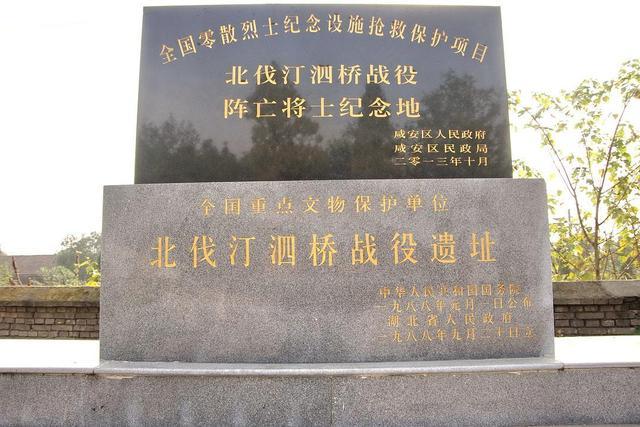 全国零散烈士纪念设施抢救保护项目
北伐汀泗桥战役
阵亡将士纪念地
咸安区人民政府
咸安区民政局
二零一三年十月
全国重点文物保护单位
北伐汀泗桥战役遗址
中华人民共和国国务院
一九八八年元月 日公布
湖北省人民政府
一九八八年九月二十日立